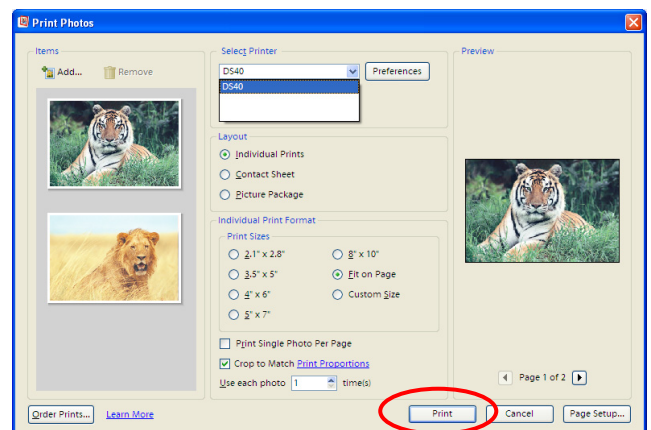 Print Photos
Items
Add...
Remove
Select Printer
DS40
Preferences
DS40
Layout
Individual Prints
Contact Sheet
Picture Package
Individual Print Format
Print Sizes
2.1" x 2.8"
8" x 10"
3.5" x 5"
Fit on Page
4" x 6"
Custom Size
5" x 7"
Print Single Photo Per Page
Crop to Match Print Proportions
Use each photo 1 time(s)
Preview
Page 1 of 2
Order Prints...
Learn More
Print
Cancel
Page Setup...